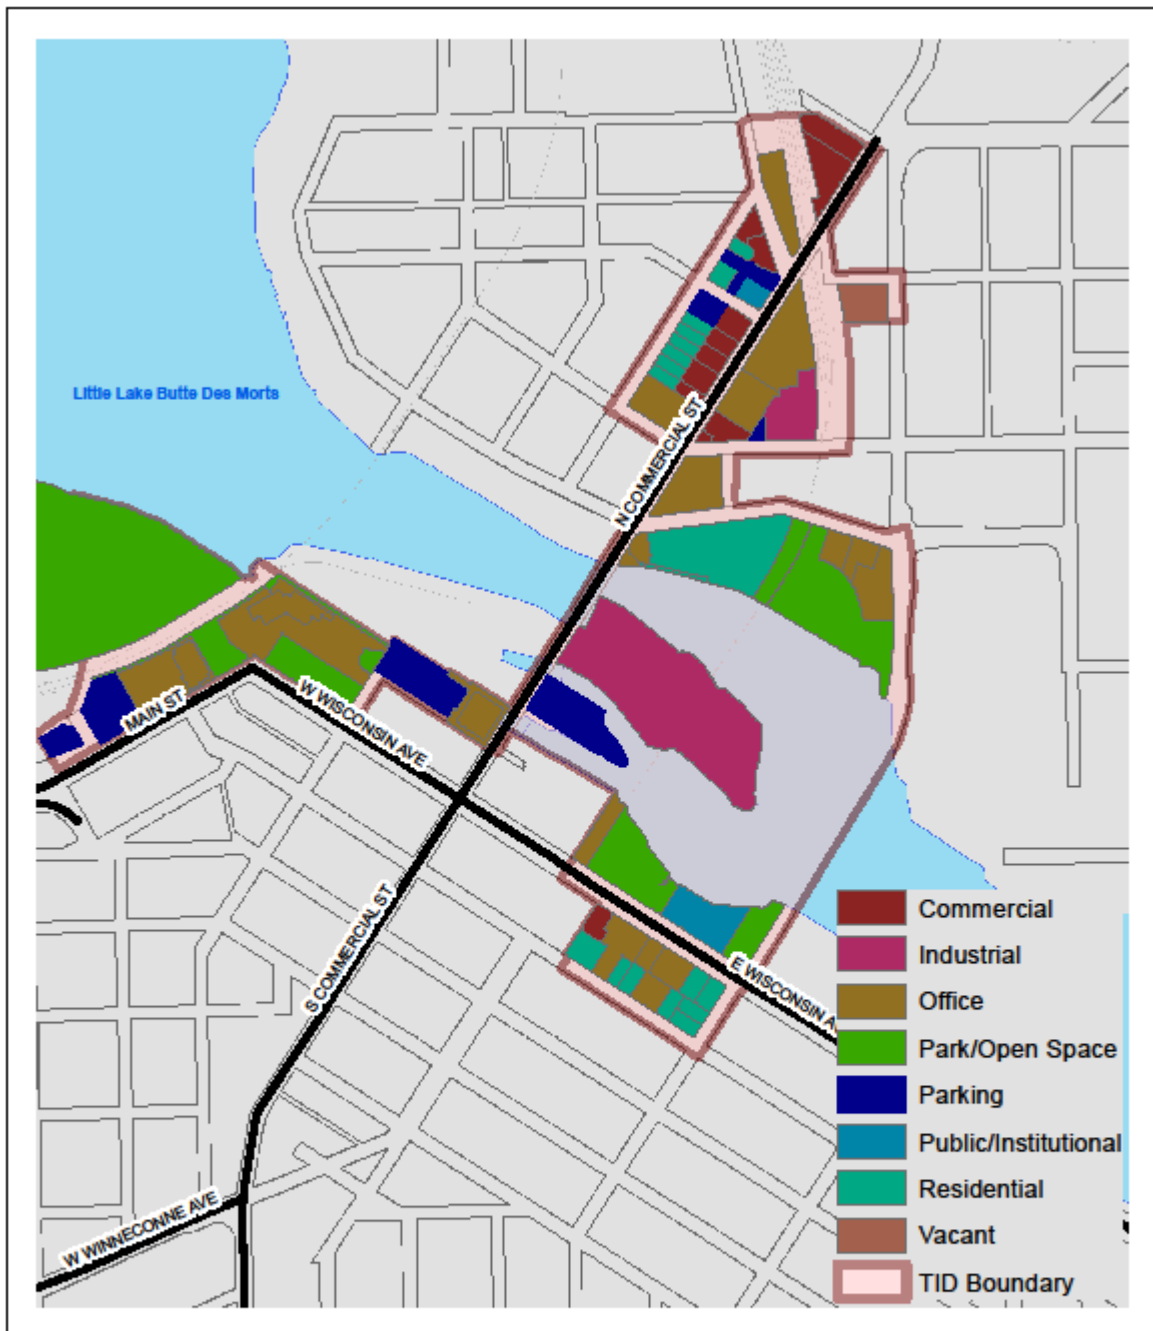 Little Lake Butte Des Morts
N COMMERCIAL ST
MAIN ST
W WISCONSIN AVE
S COMMERCIAL ST
E WISCONSIN A
W WINNECONNE AVE
Commercial
Industrial
Office
Park/Open Space
Parking
Public/Institutional
Residential
Vacant
TID Boundary